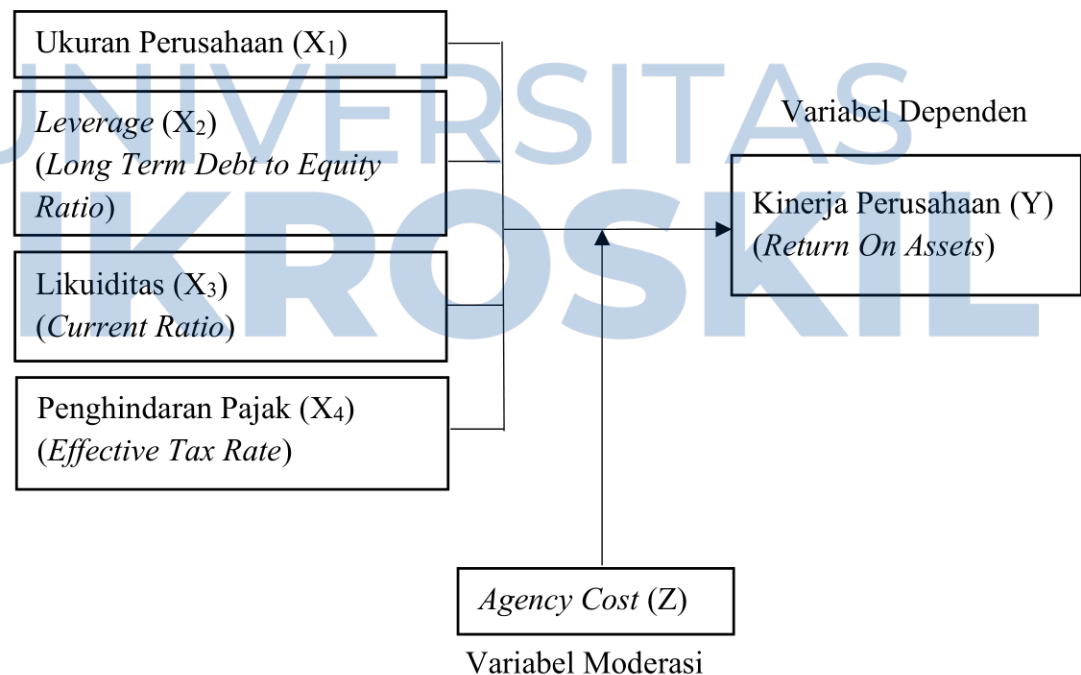 Ukuran Perusahaan (X₁)
Leverage (X₂)
(Long Term Debt to Equity
Ratio)
Likuiditas (X₃)
(Current Ratio)
Penghindaran Pajak (X₄)
(Effective Tax Rate)
Variabel Dependen
Kinerja Perusahaan (Y)
(Return On Assets)
Agency Cost (Z)
Variabel Moderasi
UNIVERSITAS
IKROSKIL